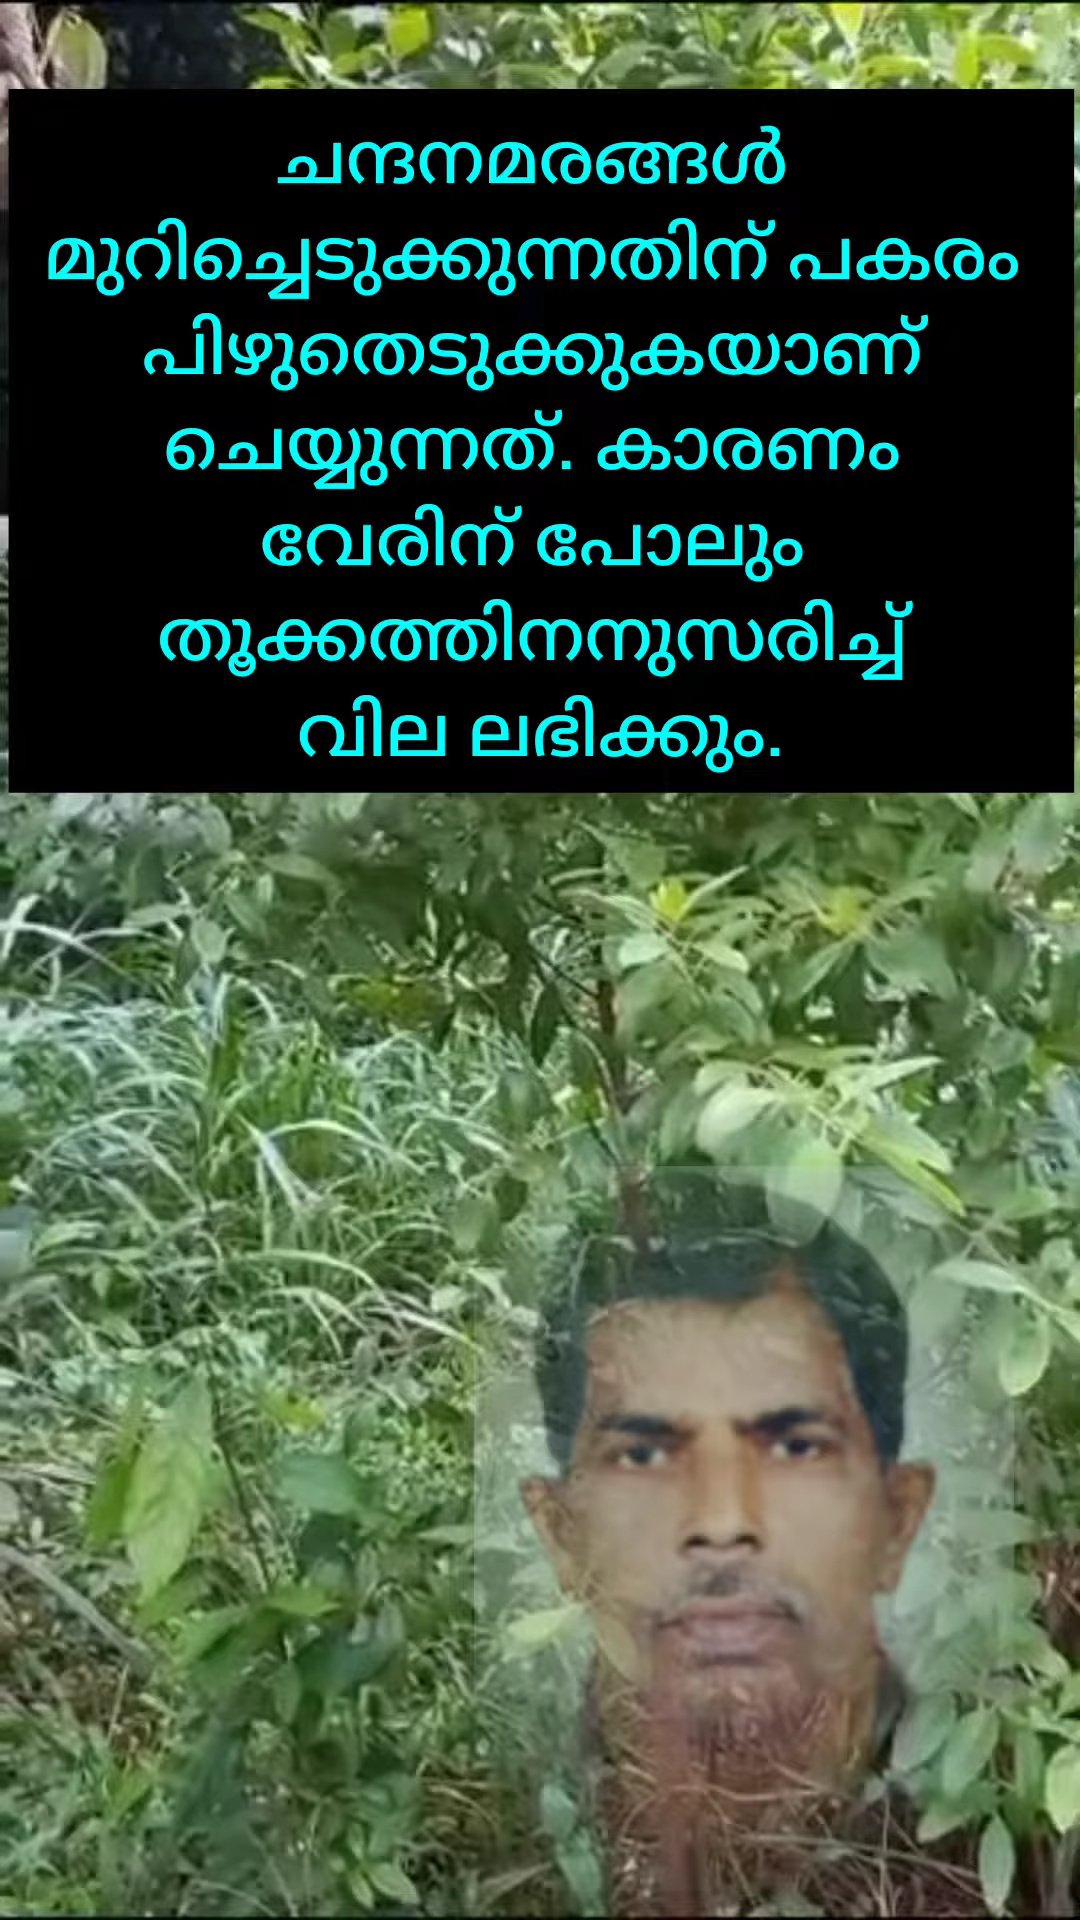 ചന്ദനമരങ്ങൾ
മുറിച്ചെടുക്കുന്നതിന് പകരം
പിഴുതെടുക്കുകയാണ്
ചെയ്യുന്നത്. കാരണം
വേരിന് പോലും
തൂക്കത്തിനനുസരിച്ച്
വില ലഭിക്കും.